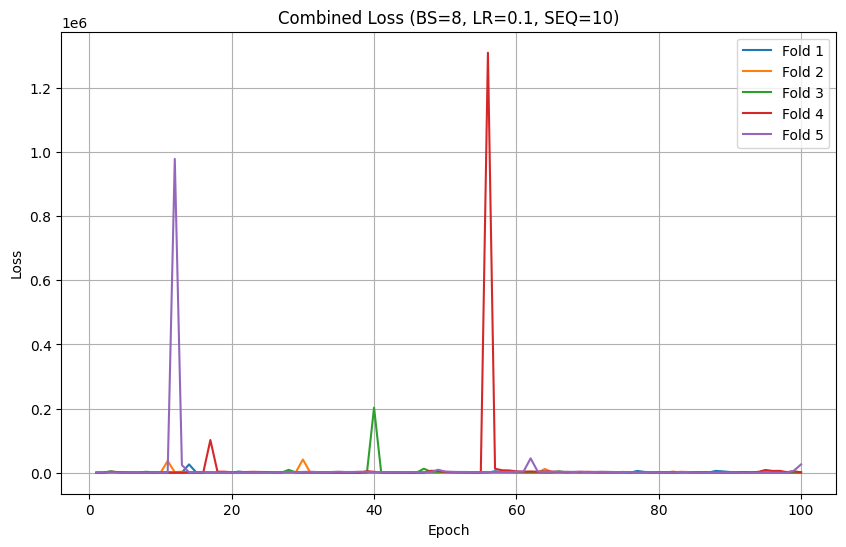 Combined Loss (BS=8, LR=0.1, SEQ=10)
1e6
Fold 1
Fold 2
Fold 3
Fold 4
Fold 5
1.2
1.0
0.8
0.6
0.4
0.2
0.0
Loss
0 20 40 60 80 100
Epoch